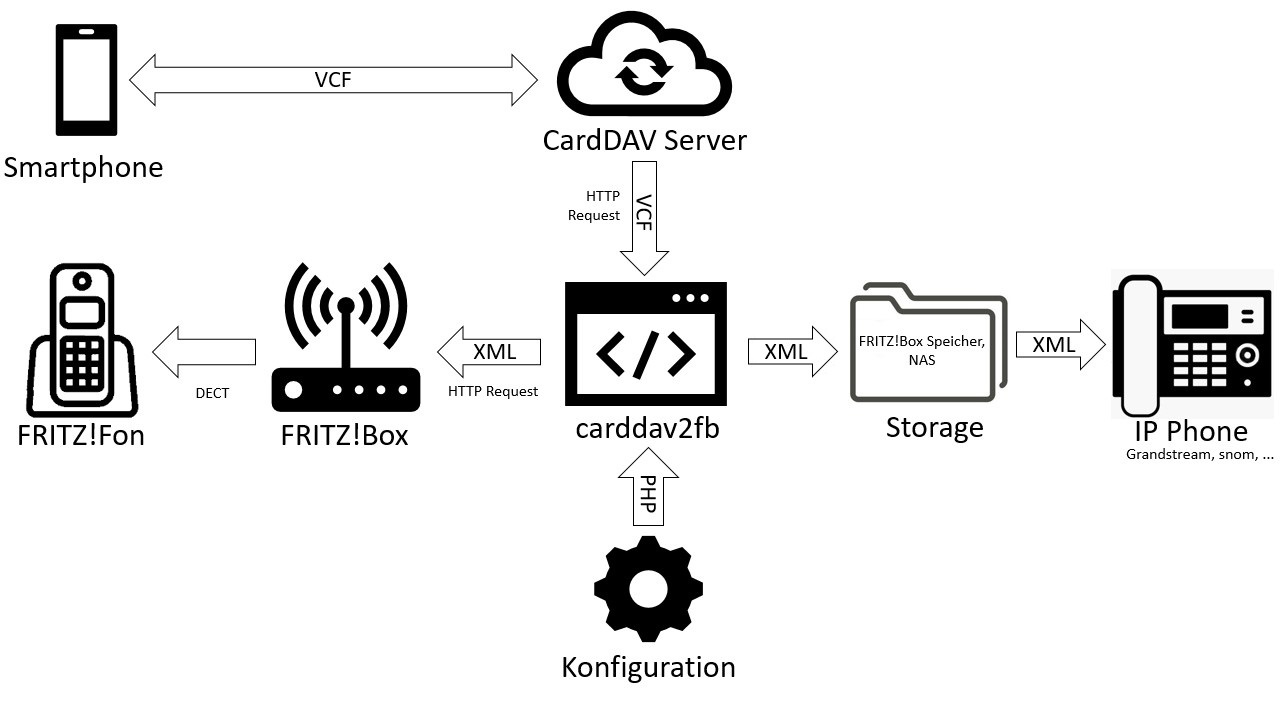 VCF
CardDAV Server
Smartphone
HTTP
Request
VCF
</>
XML
HTTP Request
DECT
XML
FRITZ!Box Speicher,
NAS
XML
FRITZ!Fon
FRITZ!Box
carddav2fb
Storage
IP Phone
Grandstream, snom, ...
PHP
Konfiguration